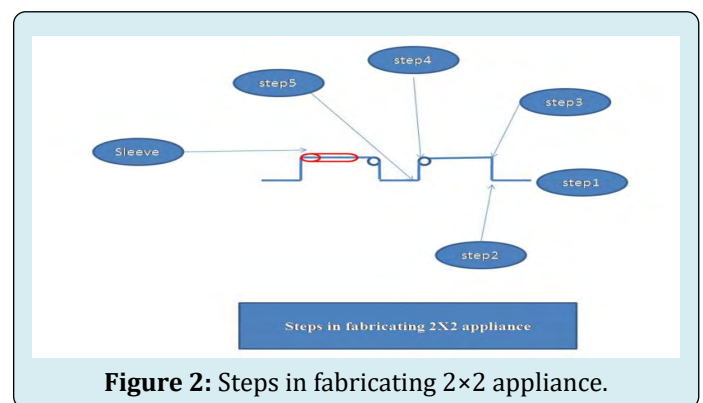 step4
step5
step3
Sleeve
step1
step2
Steps in fabricating 2X2 appliance
Figure 2: Steps in fabricating 2×2 appliance.